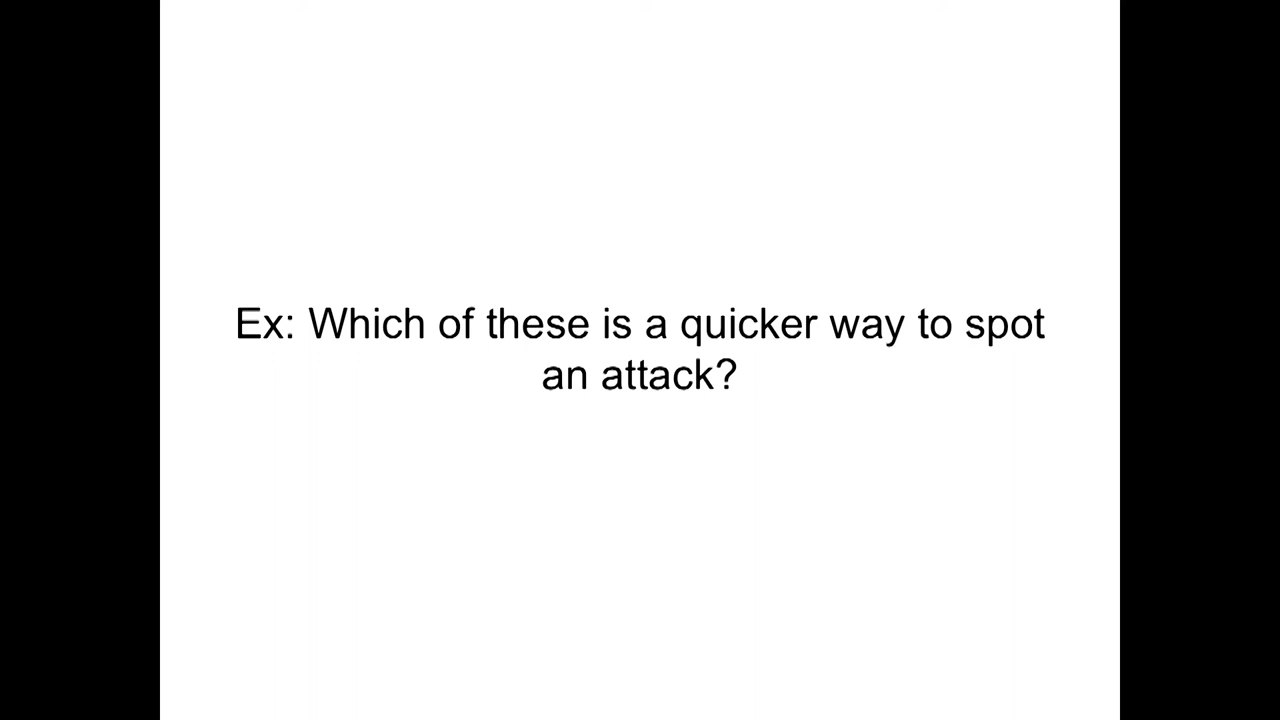 Ex: Which of these is a quicker way to spot
an attack?